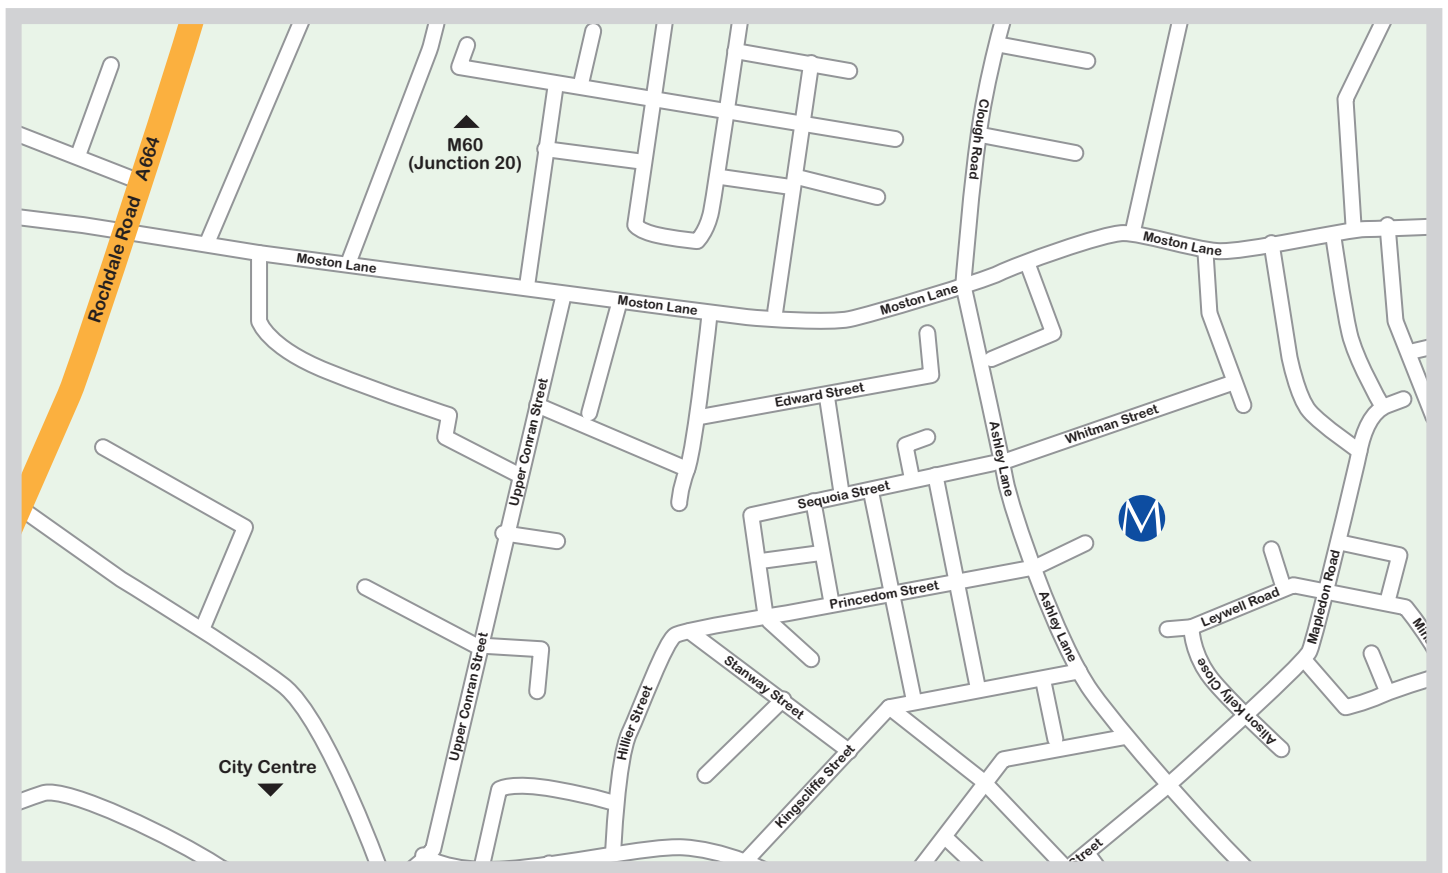 A664
Rochdale Road
M60
(Junction 20)
Clough Road
Moston Lane
Moston Lane
Moston Lane
Moston Lane
Edward Street
Upper Conran Street
Whitman Street
Ashley Lane
Sequoia Street
M
Princedom Street
Ashley Lane
Leywell Road
Mapledon Road
Stanway Street
Alison Kelly Close
Hillier Street
Upper Conran Street
Kingscliffe Street
City Centre
Street